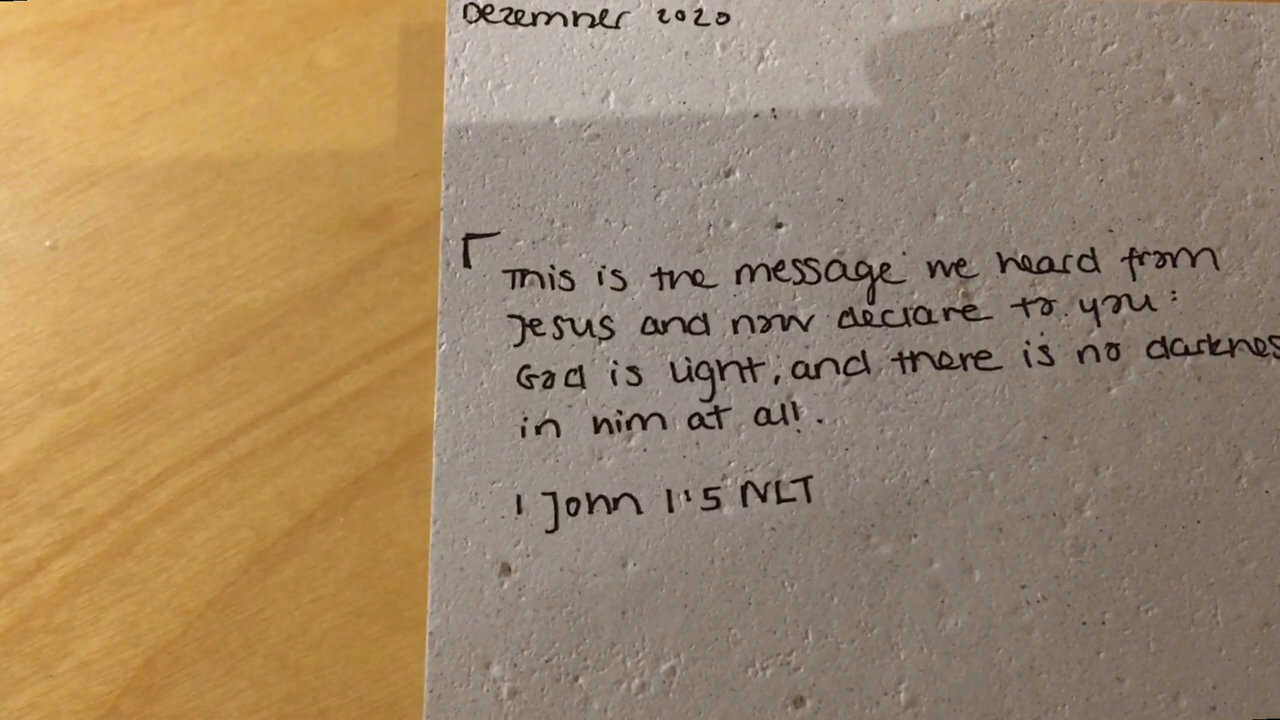 Dezember 2020
This is the message we heard from
Jesus and now declare to you:
God is light, and there is no darknes
in him at all.
1 John 1:5 NLT